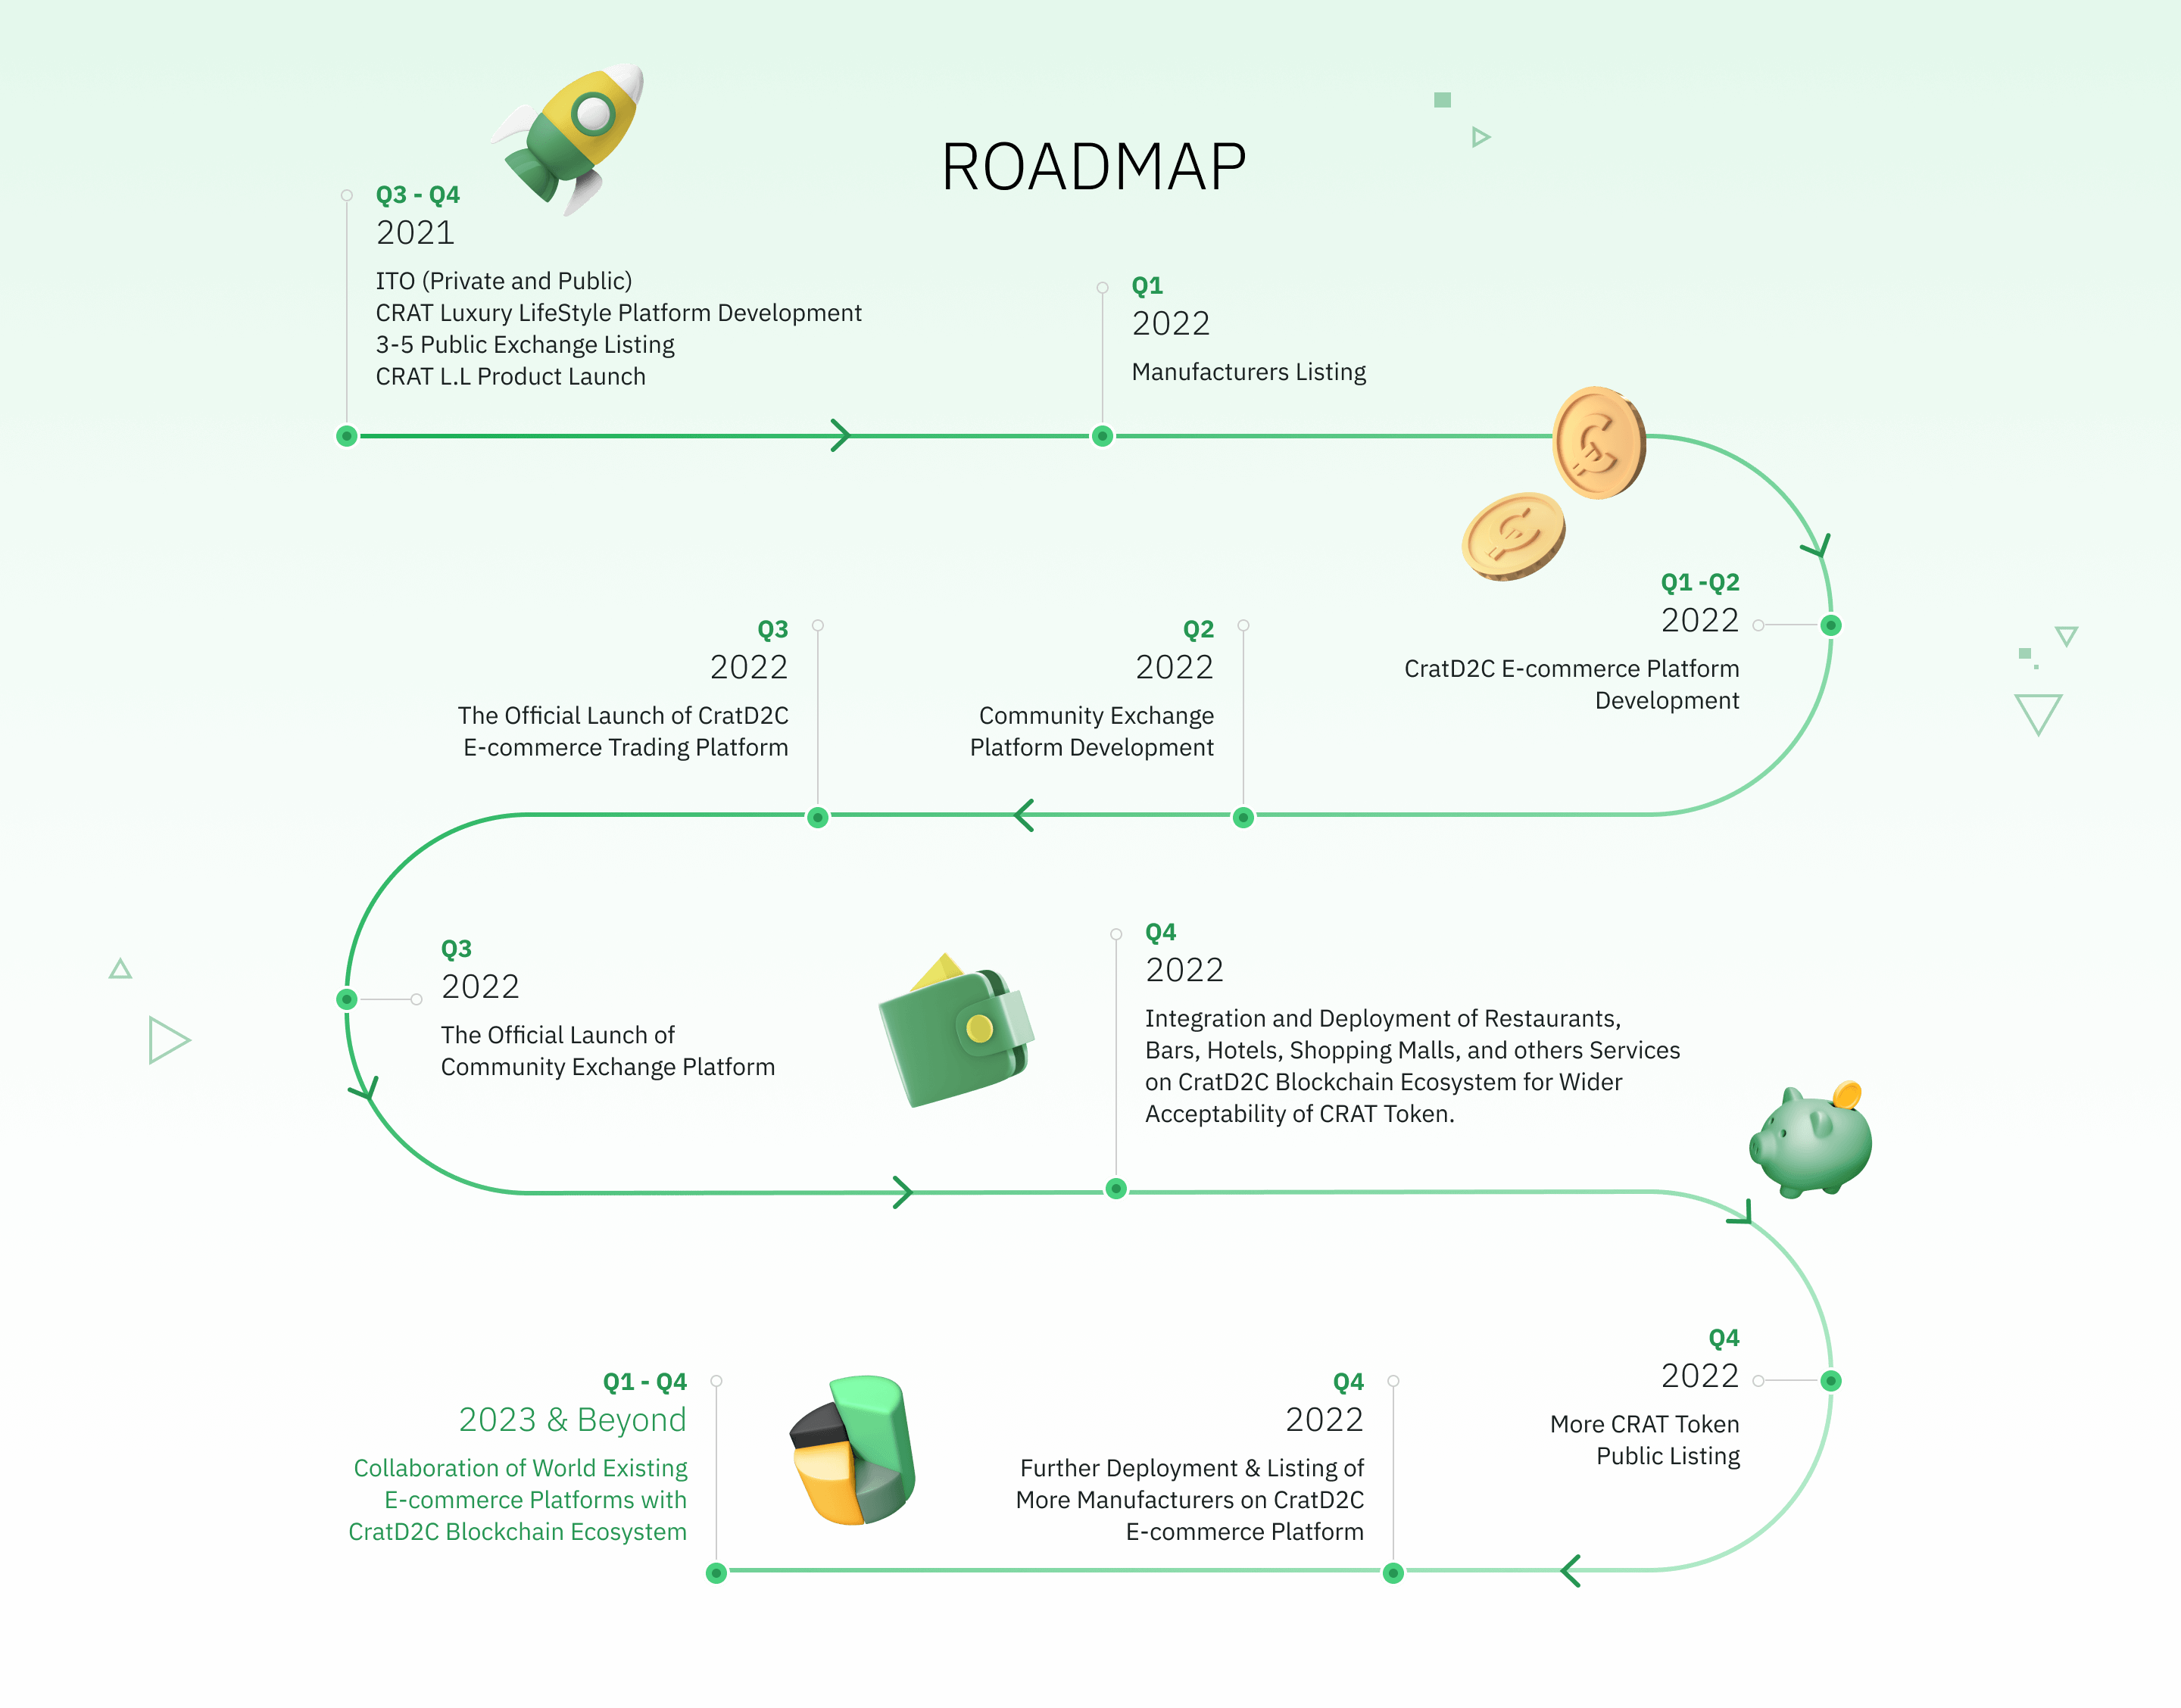 ROADMAP
Q3 - Q4
2021
ITO (Private and Public)
CRAT Luxury LifeStyle Platform Development
3-5 Public Exchange Listing
CRAT L.L Product Launch
Q1
2022
Manufacturers Listing
Q1 -Q2
2022
CratD2C E-commerce Platform
Development
Q2
2022
Community Exchange
Platform Development
Q3
2022
The Official Launch of CratD2C
E-commerce Trading Platform
Q3
2022
The Official Launch of
Community Exchange Platform
Q4
2022
Integration and Deployment of Restaurants,
Bars, Hotels, Shopping Malls, and others Services
on CratD2C Blockchain Ecosystem for Wider
Acceptability of CRAT Token.
Q4
2022
More CRAT Token
Public Listing
Q4
2022
Further Deployment & Listing of
More Manufacturers on CratD2C
E-commerce Platform
Q1 - Q4
2023 & Beyond
Collaboration of World Existing
E-commerce Platforms with
CratD2C Blockchain Ecosystem